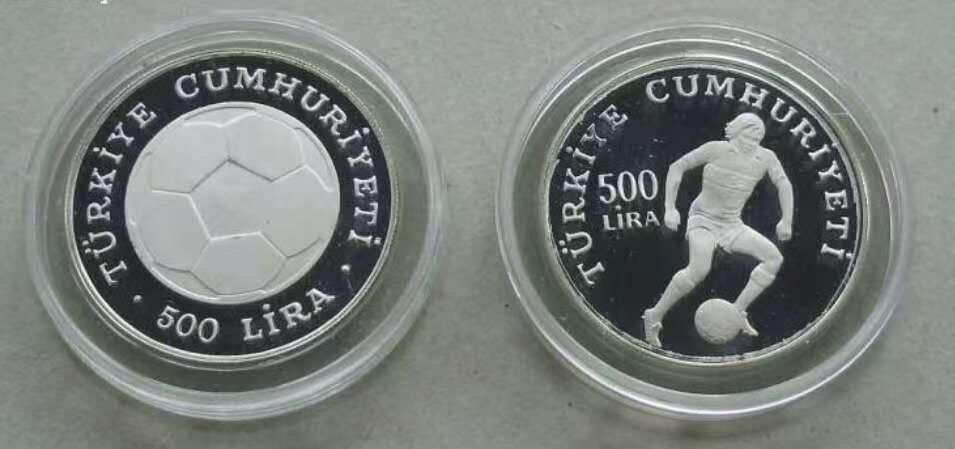 TÜRKİYE CUMHURİYETİ
· 500 LİRA ·
TÜRKİYE CUMHURİYETİ
500
LİRA